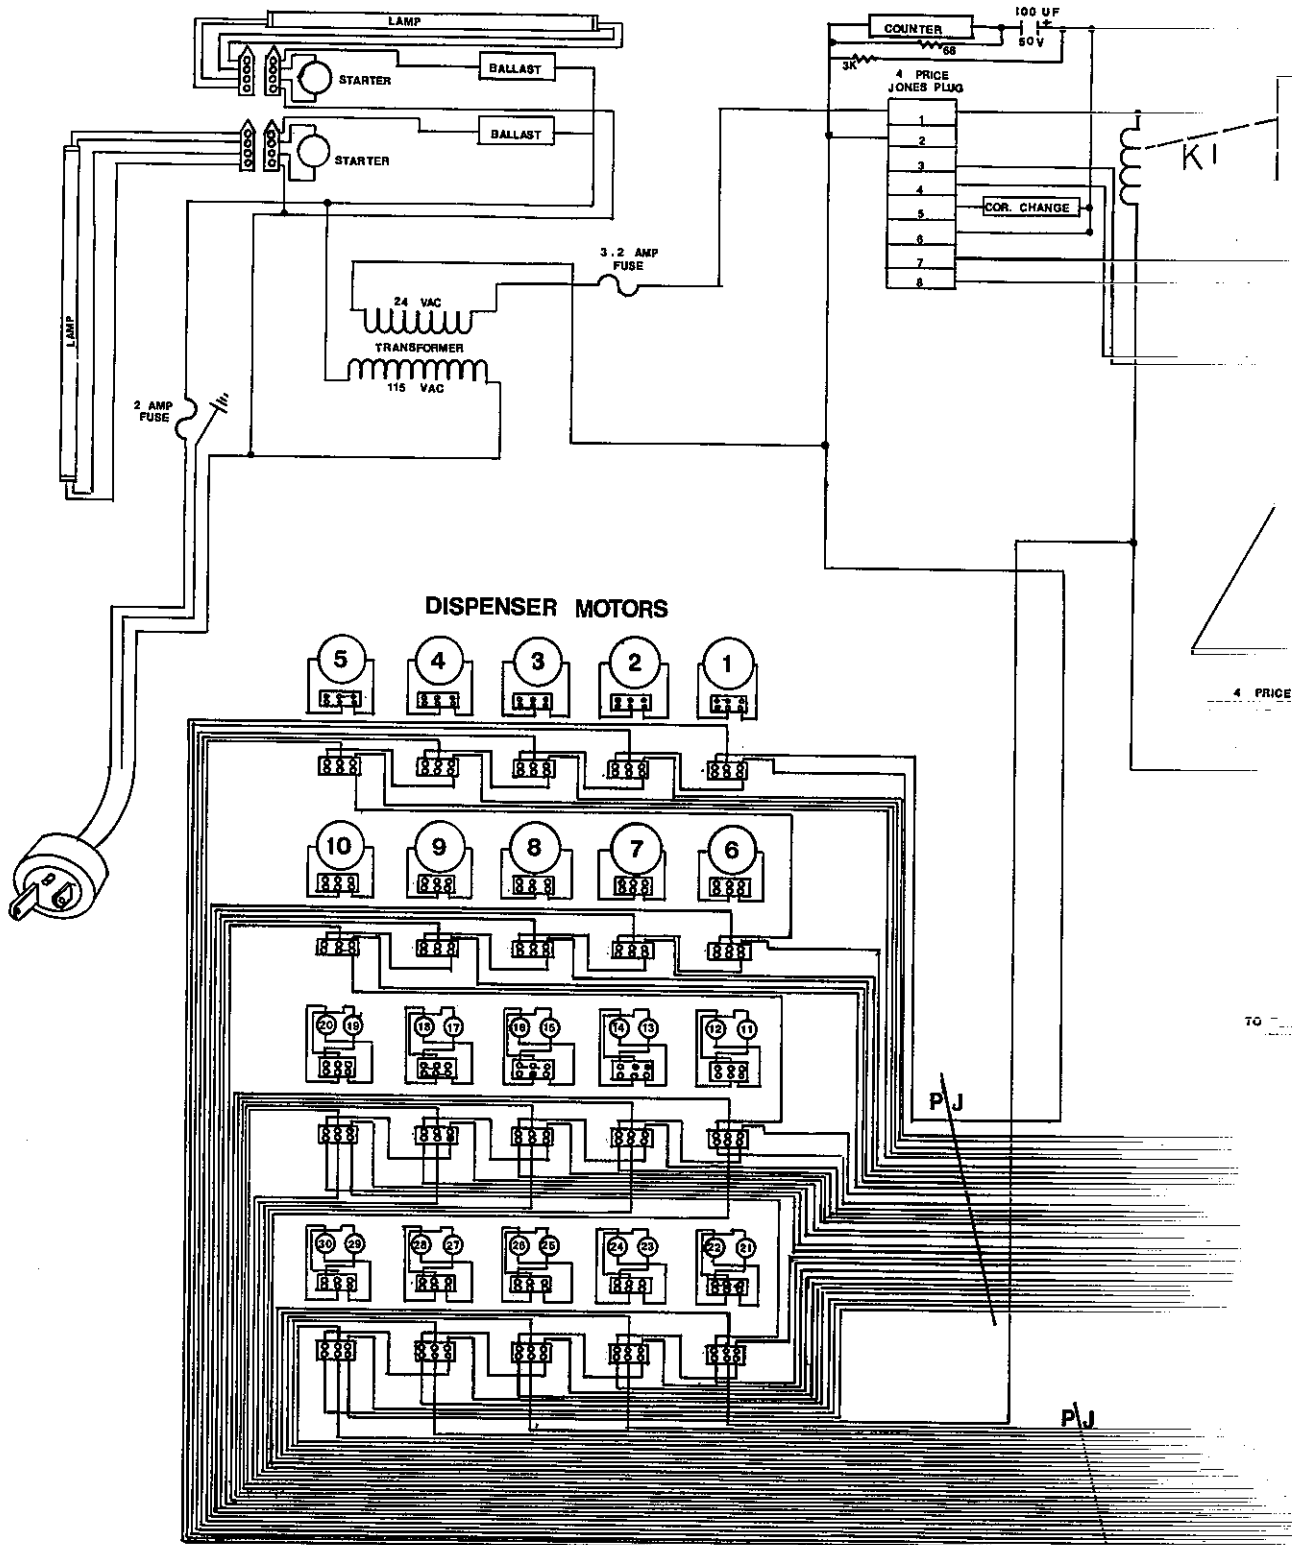 LAMP
100 UF
+
COUNTER
50 V
68
3K
BALLAST
STARTER
4 PRICE
JONES PLUG
1
2
3
4
5
6
7
8
BALLAST
STARTER
K1
COR. CHANGE
3.2 AMP
FUSE
24 VAC
TRANSFORMER
115 VAC
LAMP
2 AMP
FUSE
DISPENSER MOTORS
5 4 3 2 1
4 PRICE
10 9 8 7 6
20 19 18 17 16 15 14 13 12 11
TO
P J
30 29 28 27 26 25 24 23 22 21
P J